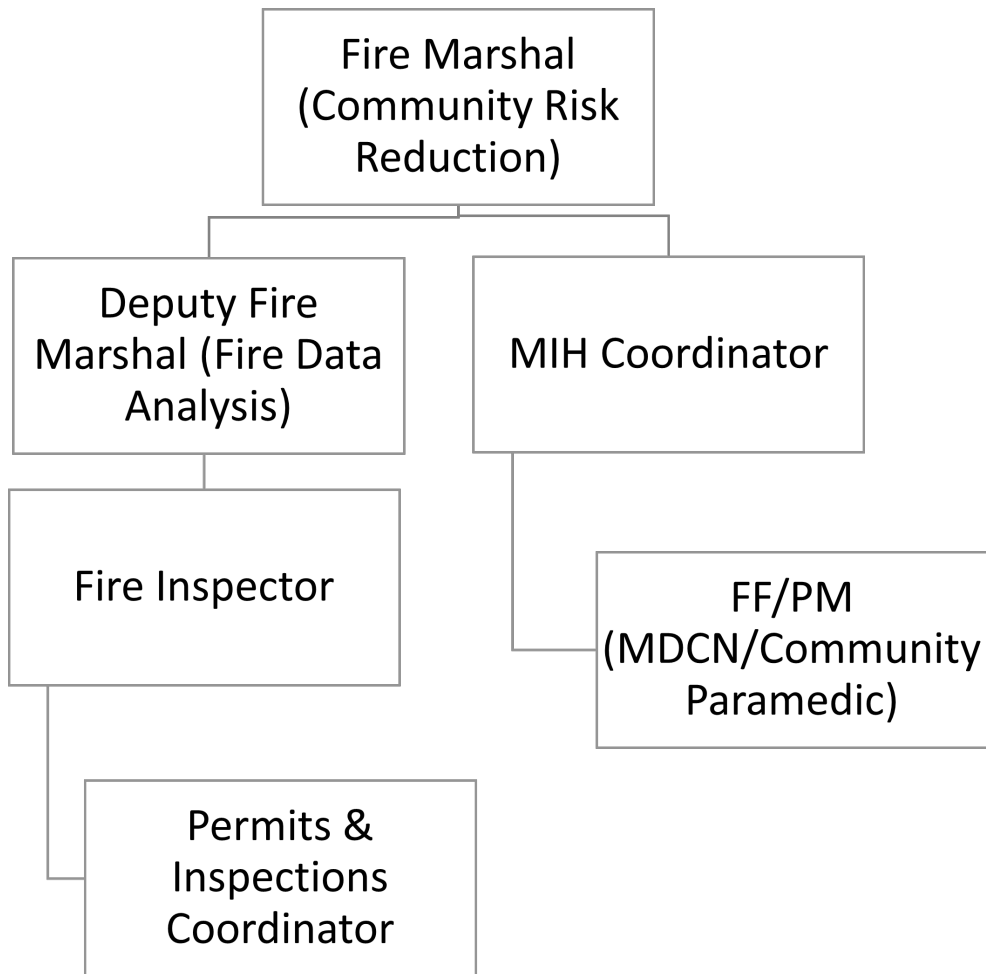 Fire Marshal
(Community Risk
Reduction)
Deputy Fire
Marshal (Fire Data
Analysis)
MIH Coordinator
Fire Inspector
FF/PM
(MDCN/Community
Paramedic)
Permits &
Inspections
Coordinator